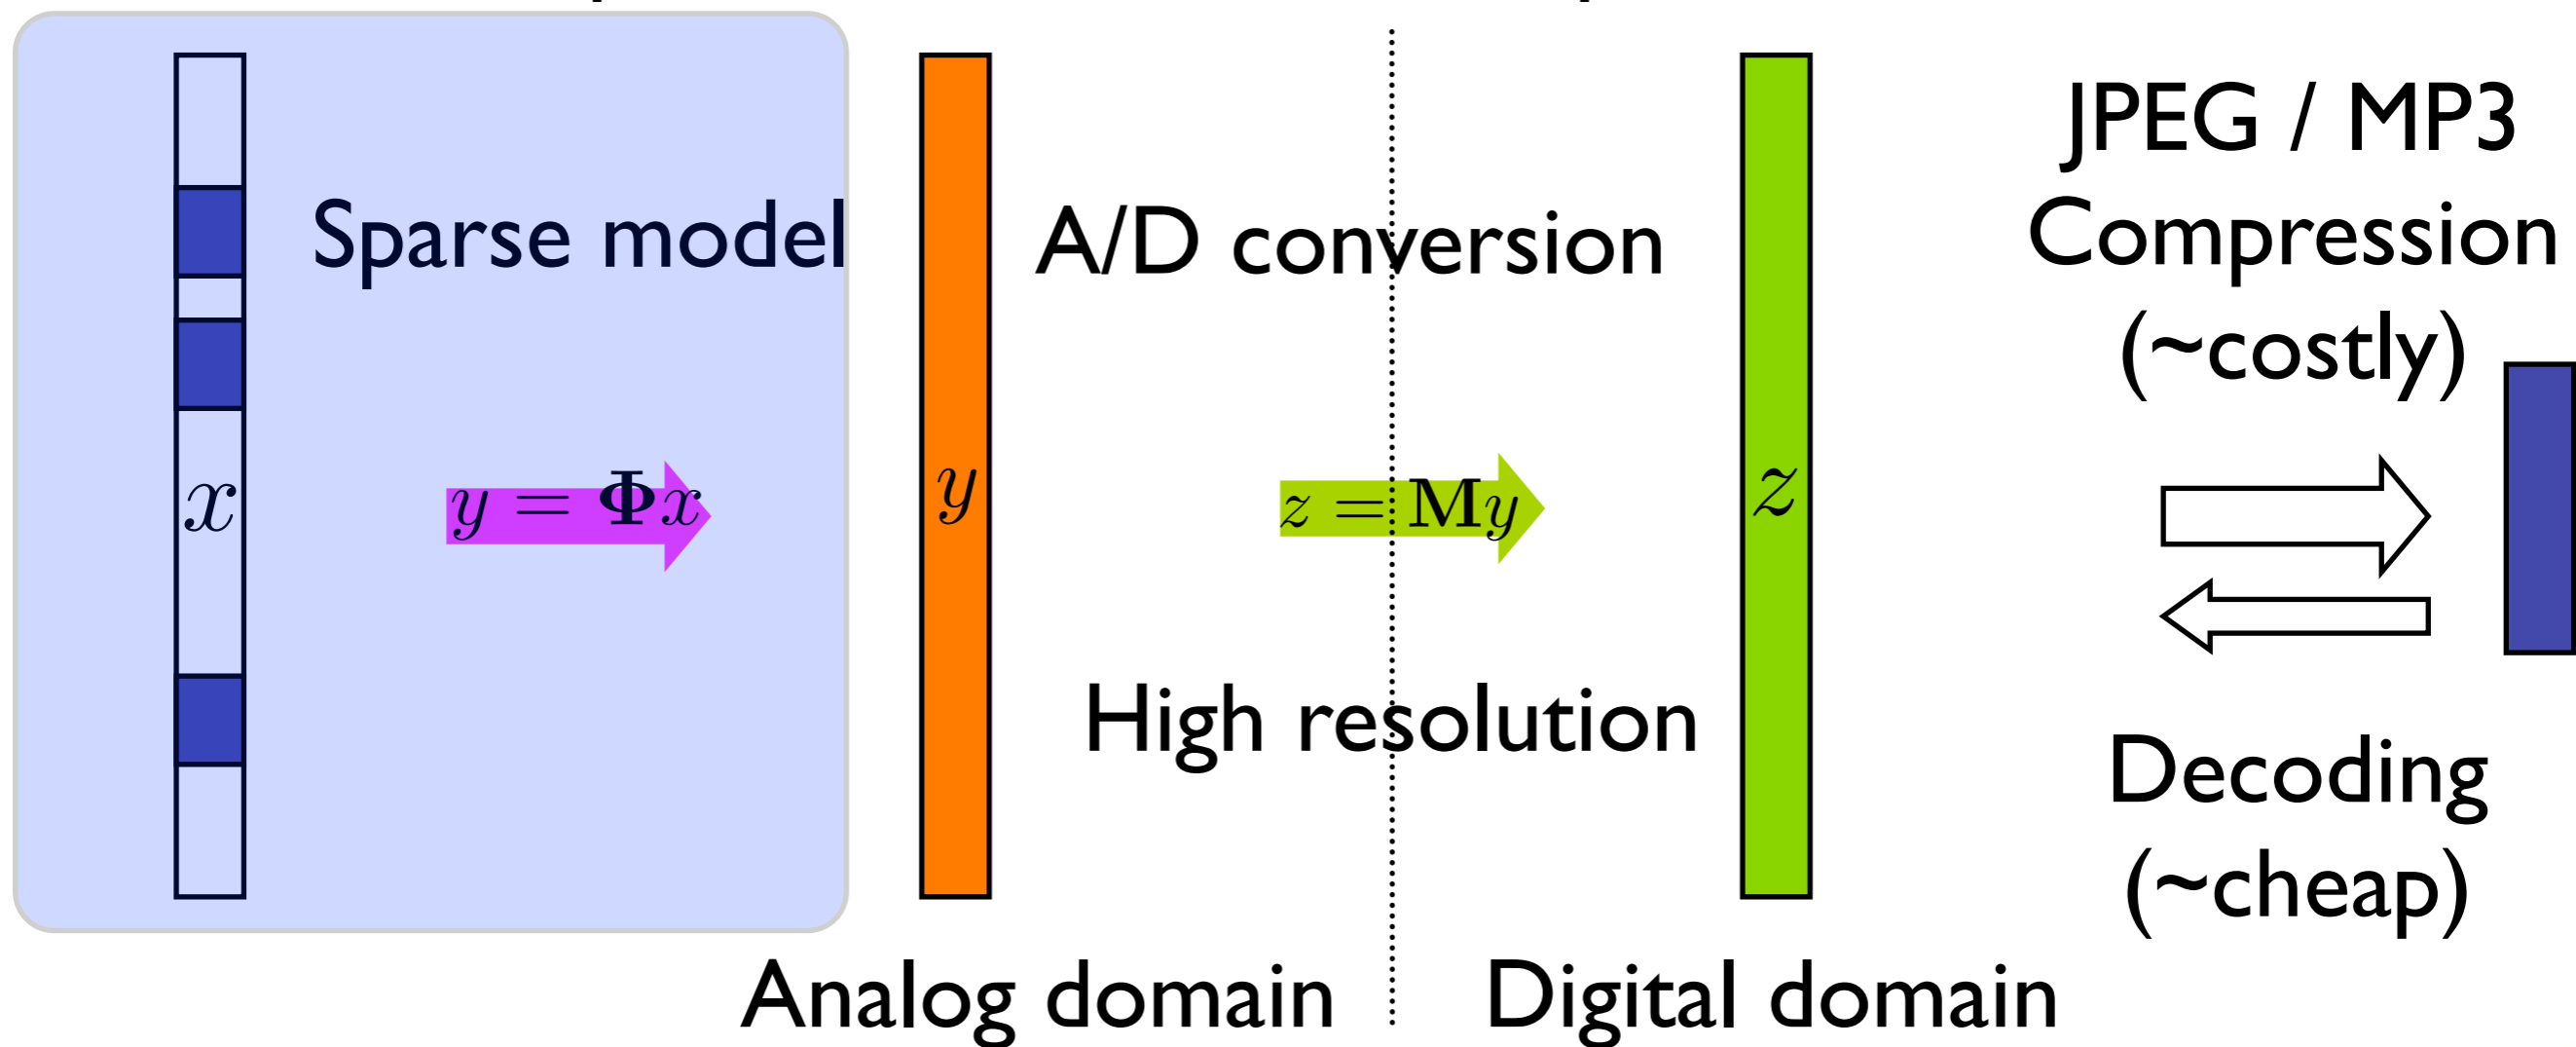 Sparse model
A/D conversion
JPEG / MP3
Compression
(~costly)
x
y = Φx
y
z = My
z
High resolution
Decoding
(~cheap)
Analog domain
Digital domain